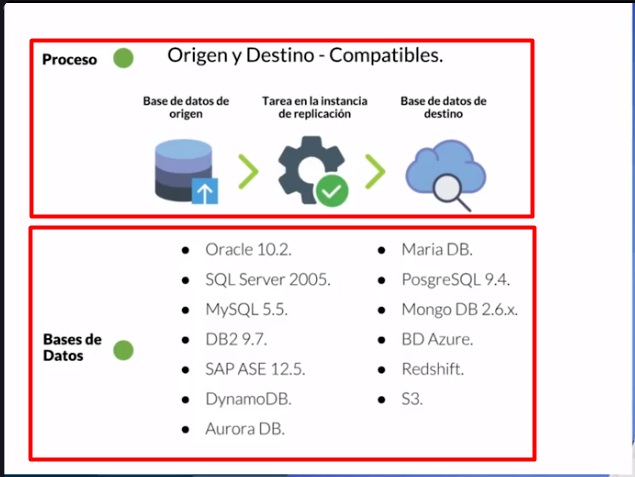 Proceso
Origen y Destino - Compatibles.
Base de datos de
origen
Tarea en la instancia
de replicación
Base de datos de
destino
Bases de
Datos
Oracle 10.2.
SQL Server 2005.
MySQL 5.5.
DB2 9.7.
SAP ASE 12.5.
DynamoDB.
Aurora DB.
Maria DB.
PosgreSQL 9.4.
Mongo DB 2.6.x.
BD Azure.
Redshift.
S3.